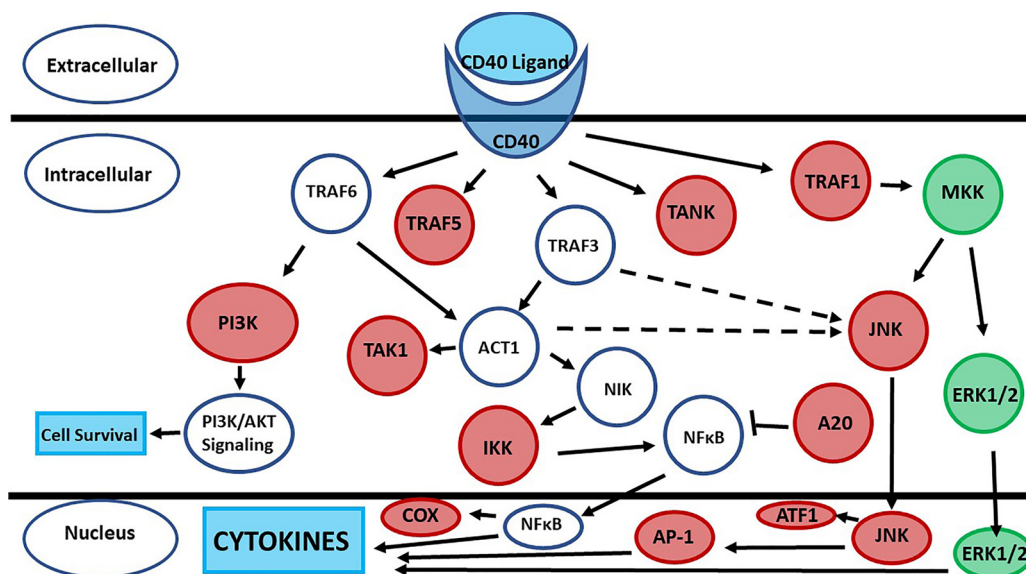 Extracellular
CD40 Ligand
CD40
Intracellular
TRAF6
TRAF5
TRAF3
TANK
TRAF1
MKK
PI3K
TAK1
ACT1
JNK
NIK
ERK1/2
Cell Survival
PI3K/AKT
Signaling
IKK
NFκB
A20
Nucleus
CYTOKINES
COX
NFκB
AP-1
ATF1
JNK
ERK1/2